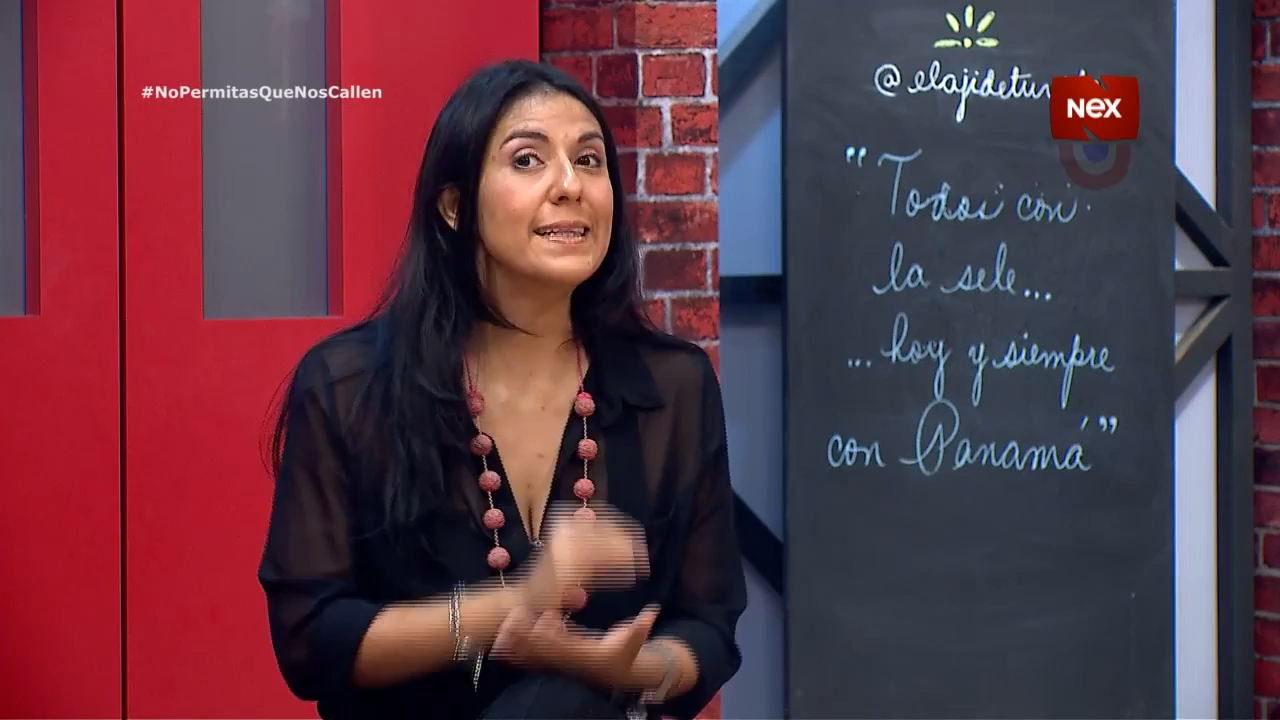 #NoPermitasQueNosCallen
NEX
"Todos con
la sele...
...hoy y siempre
con Panamá"